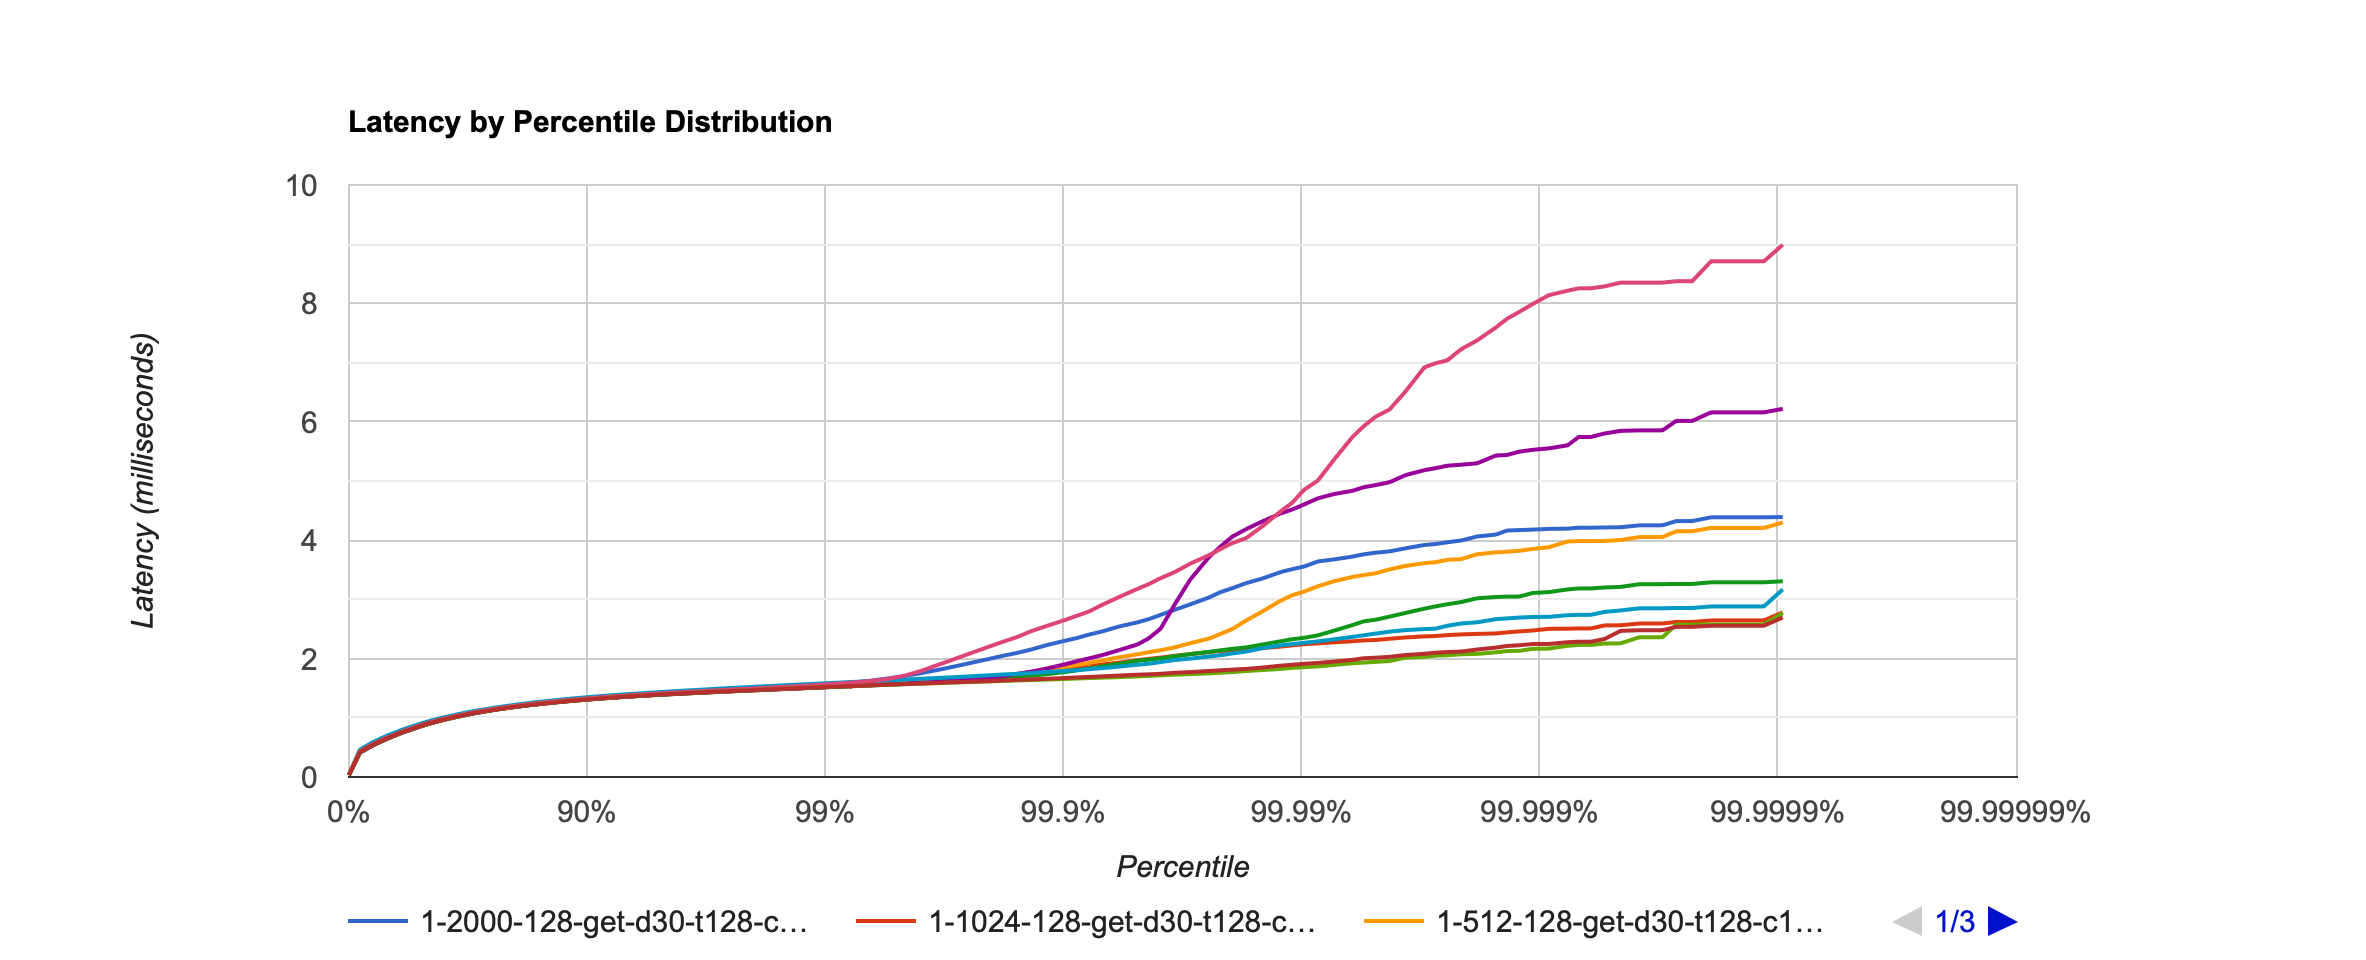 Latency by Percentile Distribution
10
8
6
4
2
0
Latency (milliseconds)
0% 90% 99% 99.9% 99.99% 99.999% 99.9999% 99.99999%
Percentile
1-2000-128-get-d30-t128-c... 1-1024-128-get-d30-t128-c... 1-512-128-get-d30-t128-c1... 1/3